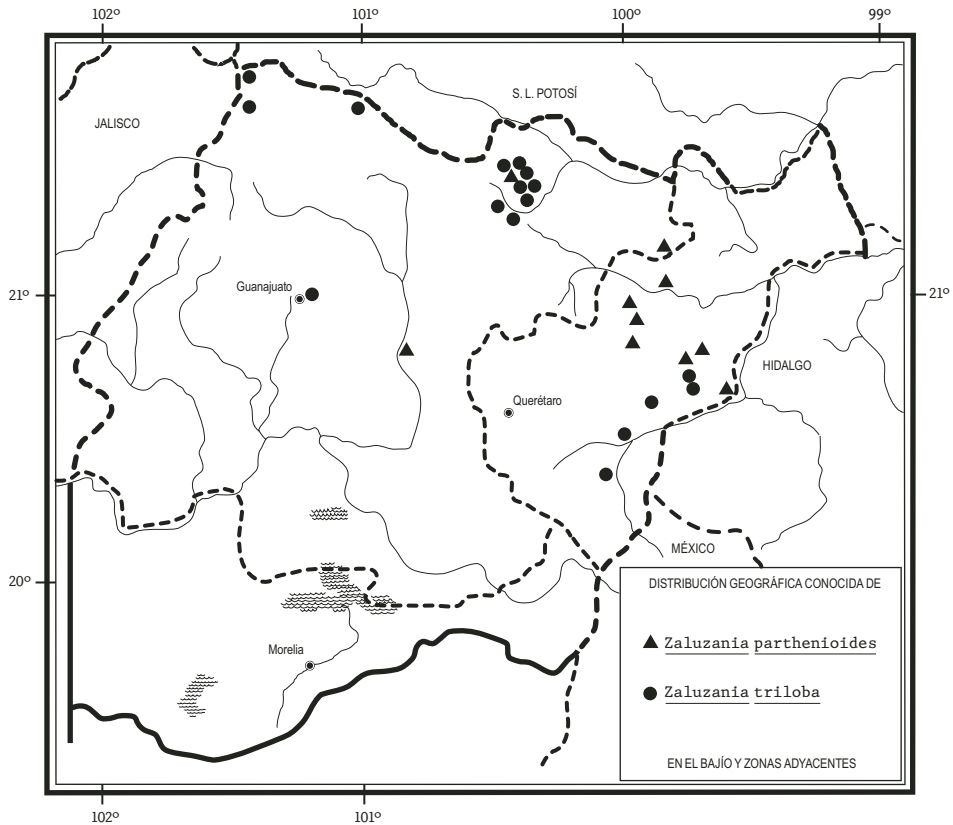 102º 101º 100º 99º
S. L. POTOSÍ
JALISCO
Guanajuato
21º 21º
HIDALGO
Querétaro
MÉXICO
20º
DISTRIBUCIÓN GEOGRÁFICA CONOCIDA DE
Zaluzania parthenioides
Morelia
Zaluzania triloba
EN EL BAJÍO Y ZONAS ADYACENTES
102º 101º